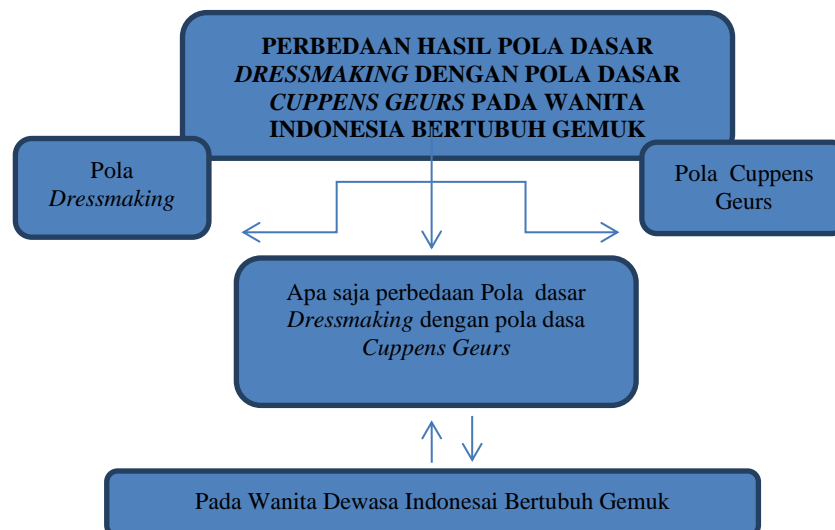 PERBEDAAN HASIL POLA DASAR
DRESSMAKING DENGAN POLA DASAR
CUPPENS GEURS PADA WANITA
INDONESIA BERTUBUH GEMUK
Pola
Dressmaking
Pola Cuppens
Geurs
Apa saja perbedaan Pola dasar
Dressmaking dengan pola dasa
Cuppens Geurs
Pada Wanita Dewasa Indonesai Bertubuh Gemuk